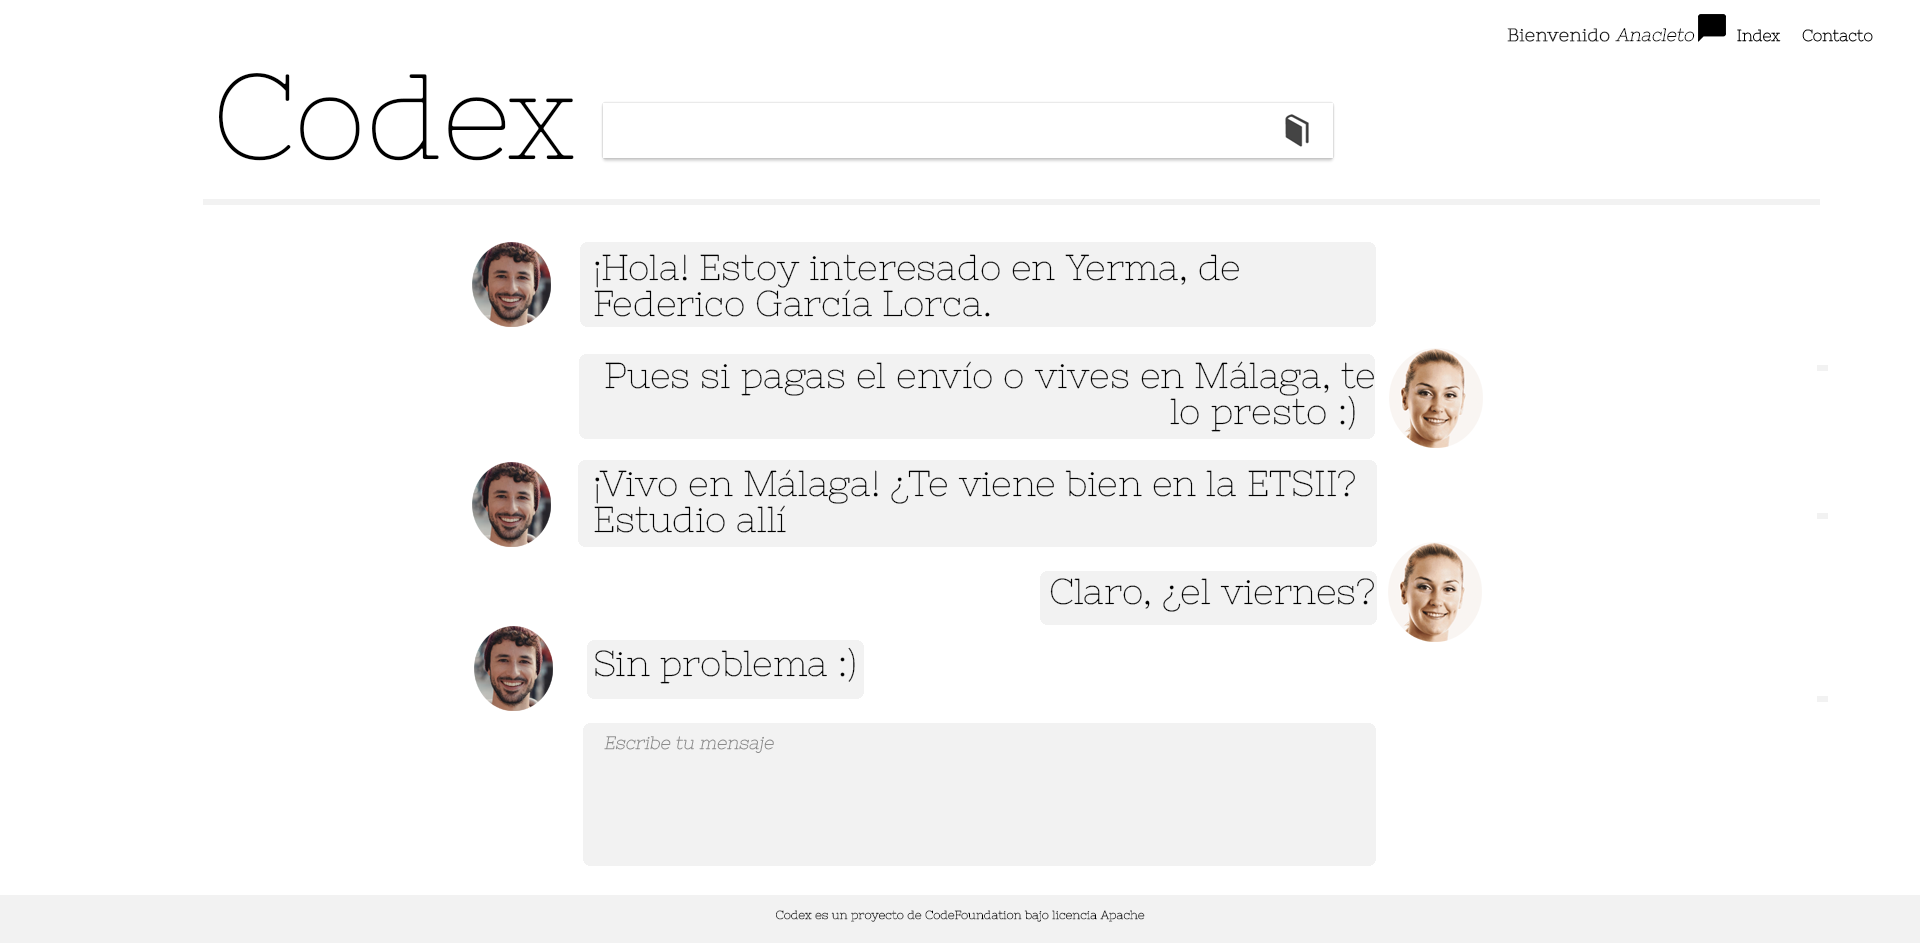 Bienvenido Anacleto Index Contacto
Codex
¡Hola! Estoy interesado en Yerma, de
Federico García Lorca.
Pues si pagas el envío o vives en Málaga, te
lo presto :)
¡Vivo en Málaga! ¿Te viene bien en la ETSII?
Estudio allí
Claro, ¿el viernes?
Sin problema :)
Escribe tu mensaje
Codex es un proyecto de CodeFoundation bajo licencia Apache